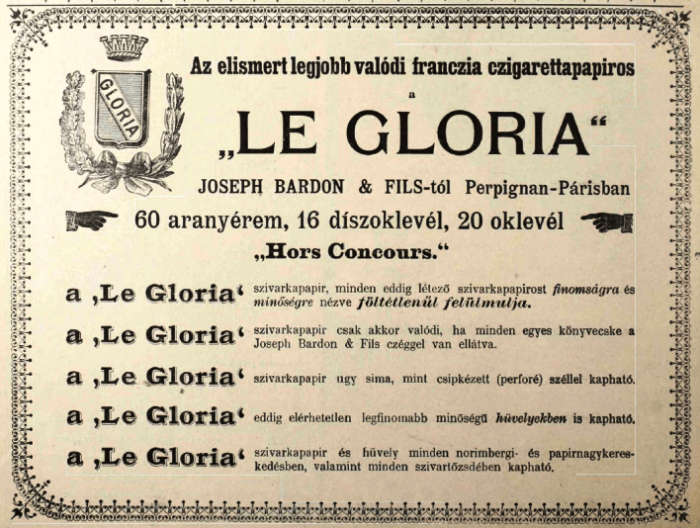 GLORIA
Az elismert legjobb valódi franczia czigarettapapiros
a
„LE GLORIA“
JOSEPH BARDON & FILS-tól Perpignan-Párisban
60 aranyérem, 16 díszoklevél, 20 oklevél
„Hors Concours.“
a ‚Le Gloria‘ szivarkapapir, minden eddig létező szivarkapapirost finomságra és
minőségre nézve föltétlenűl felűlmulja.
a ‚Le Gloria‘ szivarkapapir csak akkor valódi, ha minden egyes könyvecske a
Joseph Bardon & Fils czéggel van ellátva.
a ‚Le Gloria‘ szivarkapapir ugy sima, mint csipkézett (perforé) széllel kapható.
a ‚Le Gloria‘ eddig elérhetetlen legfinomabb minőségű hüvelyekben is kapható.
a ‚Le Gloria‘ szivarkapapir és hüvely minden norimbergi- és papirnagykeres-
kedésben, valamint minden szivartőzsdében kapható.